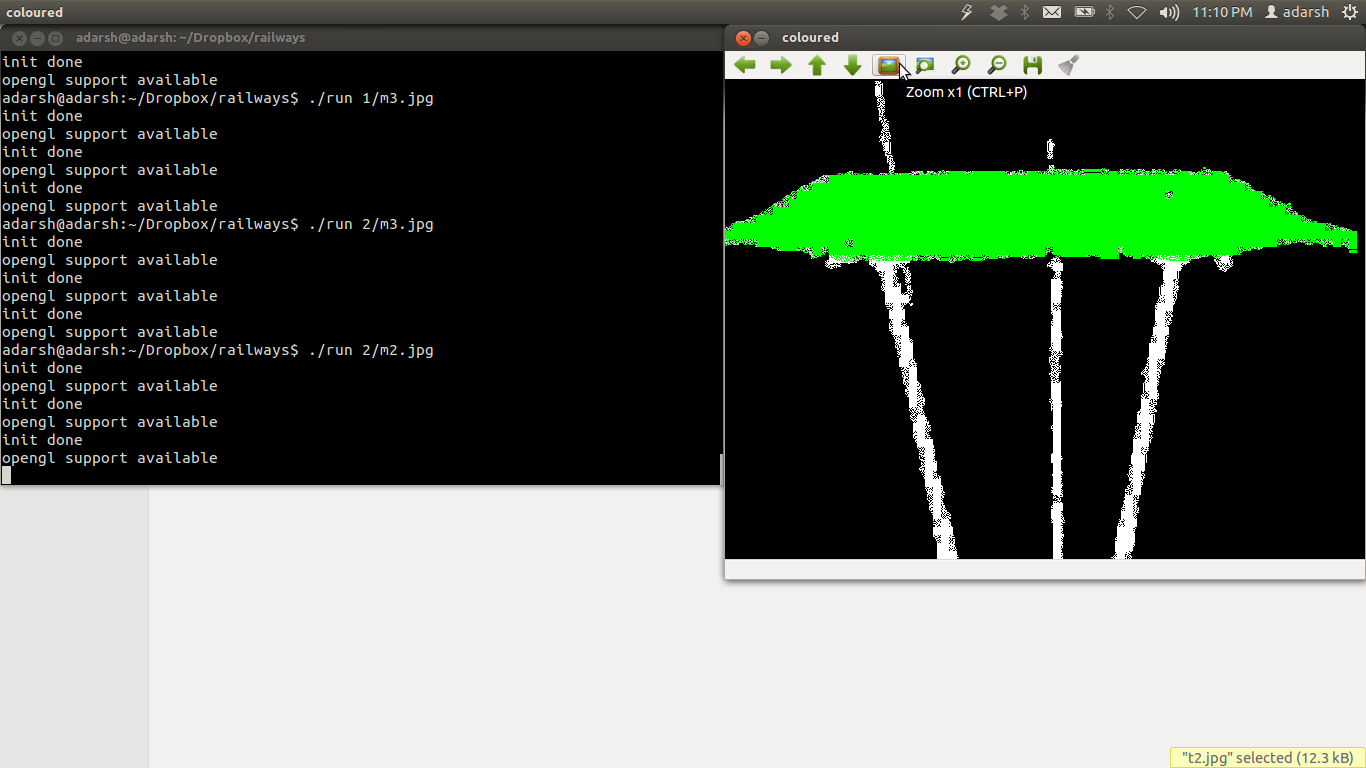 coloured
11:10 PM adarsh
adarsh@adarsh: ~/Dropbox/railways
init done
opengl support available
adarsh@adarsh:~/Dropbox/railways$ ./run 1/m3.jpg
init done
opengl support available
init done
opengl support available
init done
opengl support available
adarsh@adarsh:~/Dropbox/railways$ ./run 2/m3.jpg
init done
opengl support available
init done
opengl support available
init done
opengl support available
adarsh@adarsh:~/Dropbox/railways$ ./run 2/m2.jpg
init done
opengl support available
init done
opengl support available
init done
opengl support available
coloured
Zoom x1 (CTRL+P)
"t2.jpg" selected (12.3 kB)